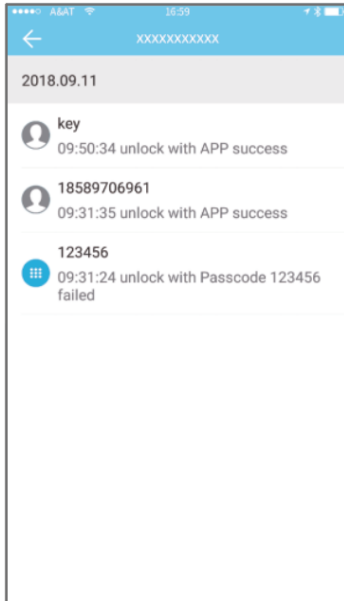 A&AT 16:59
xxxxxxxxxxx
2018.09.11
key
09:50:34 unlock with APP success
18589706961
09:31:35 unlock with APP success
123456
09:31:24 unlock with Passcode 123456
failed